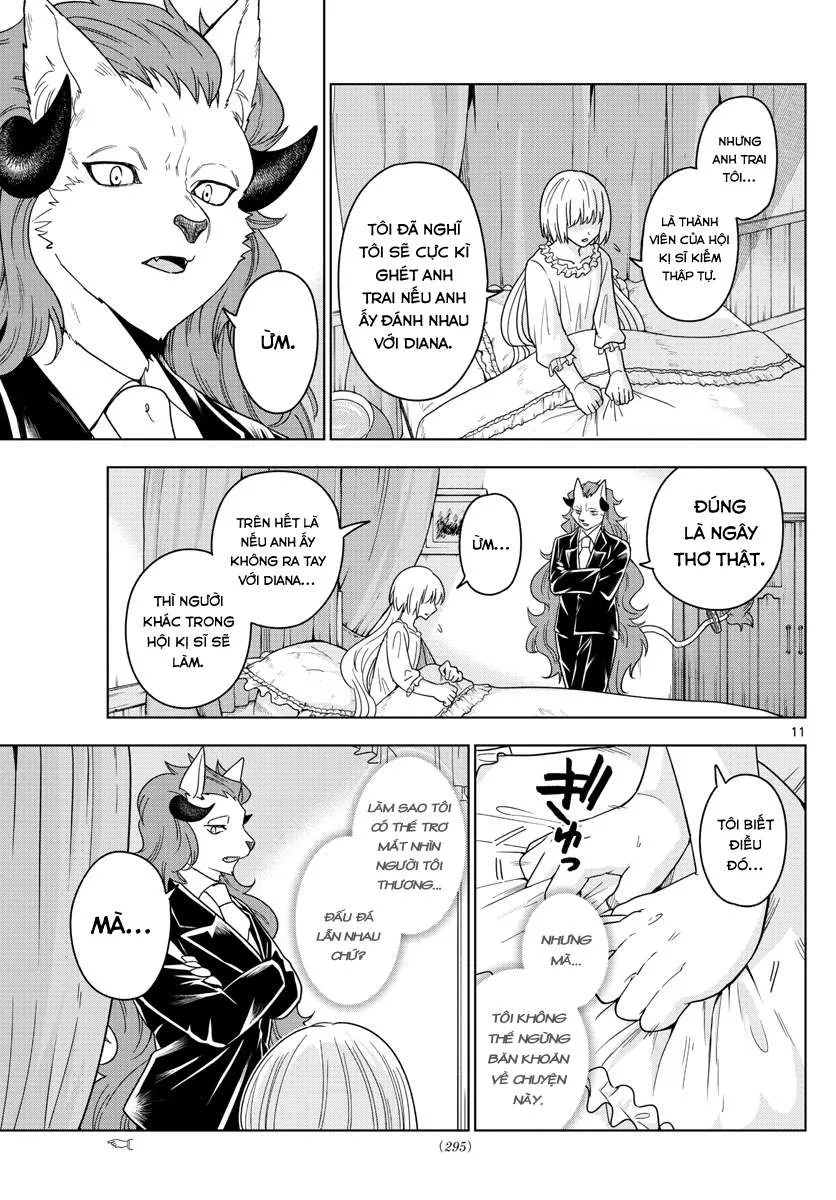 NHƯNG
ANH TRAI
TÔI...
LÀ THÀNH
VIÊN CỦA HỘI
KỊ SĨ KIẾM
THẬP TỰ.
TÔI ĐÃ NGHĨ
TÔI SẼ CỰC KÌ
GHÉT ANH
TRAI NẾU ANH
ẤY ĐÁNH NHAU
VỚI DIANA.
ỪM.
ĐÚNG
LÀ NGÂY
THƠ THẬT.
ỪM...
TRÊN HẾT LÀ
NẾU ANH ẤY
KHÔNG RA TAY
VỚI DIANA...
THÌ NGƯỜI
KHÁC TRONG
HỘI KỊ SĨ SẼ
LÀM.
11
TÔI BIẾT
ĐIỀU
ĐÓ...
ぎゅっ
NHƯNG
MÃ...
TÔI KHÔNG
THỂ NGỪNG
BĂN KHOĂN
VỀ CHUYỆN
NÀY.
LÀM SAO TÔI
CÓ THỂ TRƠ
MẮT NHÌN
NGƯỜI TÔI
THƯƠNG...
ĐẤU ĐÁ
LẪN NHAU
CHỨ?
MÀ...
(295)